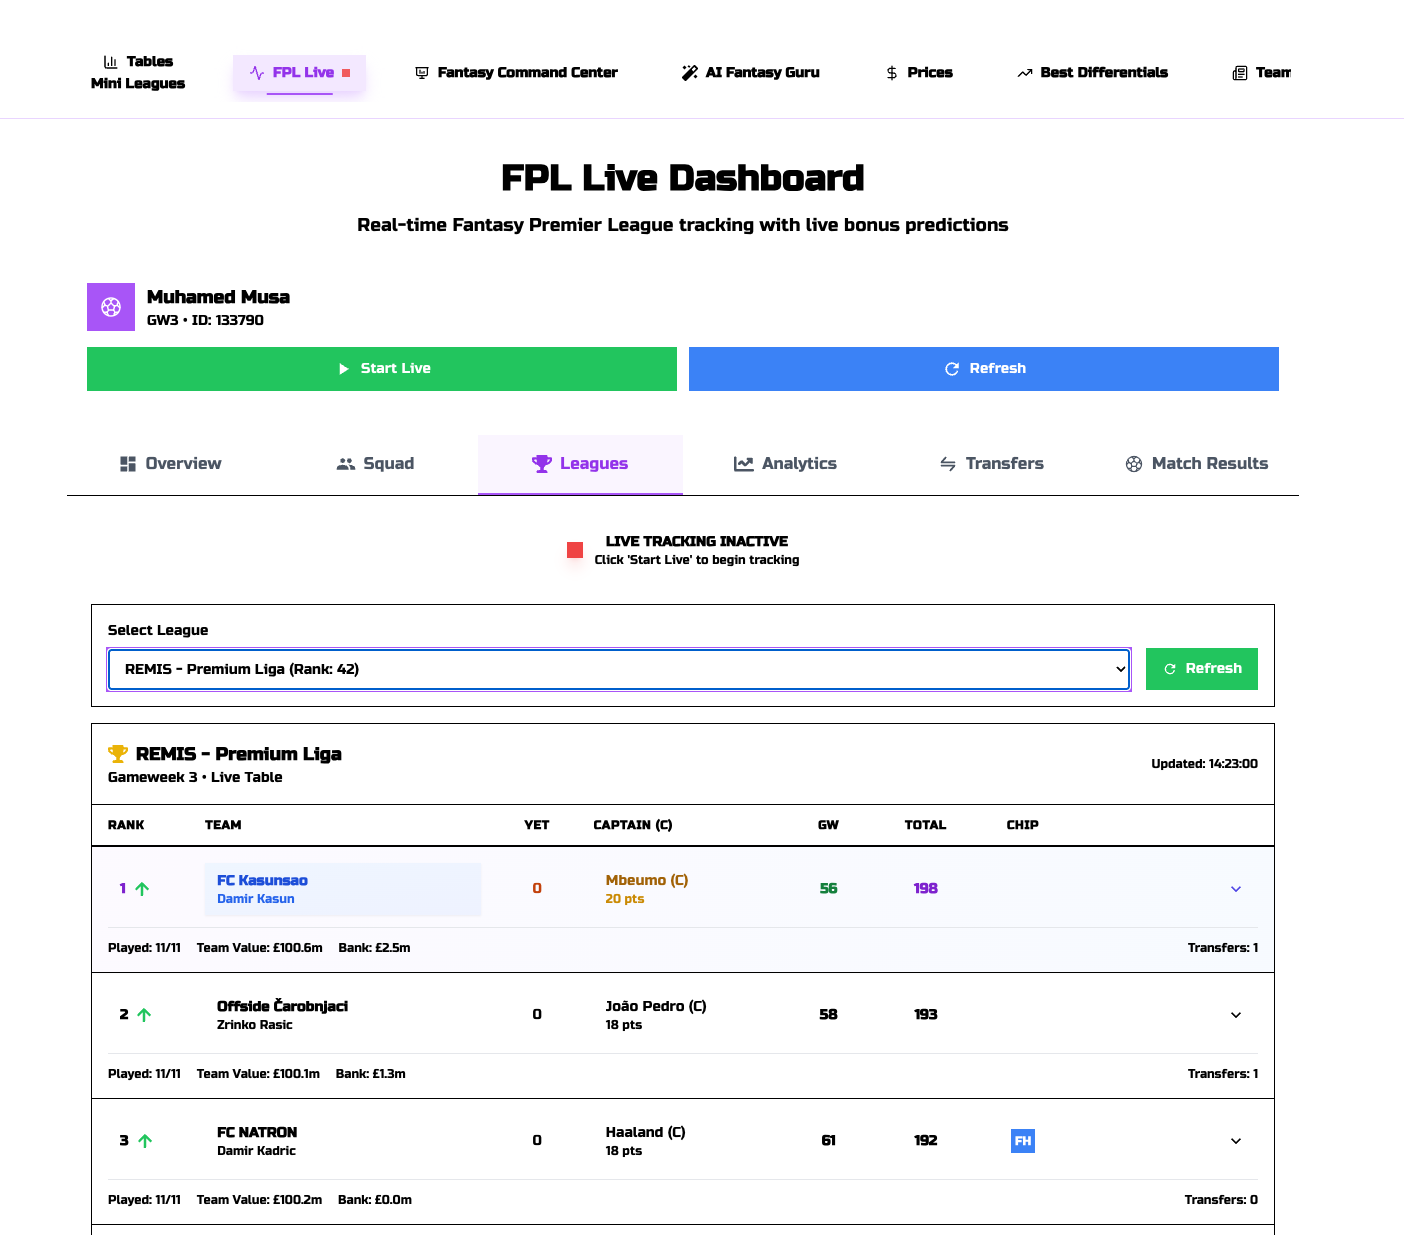 Tables
Mini Leagues
FPL Live
Fantasy Command Center
AI Fantasy Guru
Prices
Best Differentials
Team
FPL Live Dashboard
Real-time Fantasy Premier League tracking with live bonus predictions
Muhamed Musa
GW3 • ID: 133790
Start Live
Refresh
Overview
Squad
Leagues
Analytics
Transfers
Match Results
LIVE TRACKING INACTIVE
Click 'Start Live' to begin tracking
Select League
REMIS - Premium Liga (Rank: 42)
Refresh
REMIS - Premium Liga
Gameweek 3 • Live Table
Updated: 14:23:00
RANK TEAM YET CAPTAIN (C) GW TOTAL CHIP
1 FC Kasunsao 0 Mbeumo (C) 56 198
Damir Kasun 20 pts
Played: 11/11 Team Value: £100.6m Bank: £2.5m Transfers: 1
2 Offside Čarobnjaci 0 João Pedro (C) 58 193
Zrinko Rasic 18 pts
Played: 11/11 Team Value: £100.1m Bank: £1.3m Transfers: 1
3 FC NATRON 0 Haaland (C) 61 192 FH
Damir Kadric 18 pts
Played: 11/11 Team Value: £100.2m Bank: £0.0m Transfers: 0